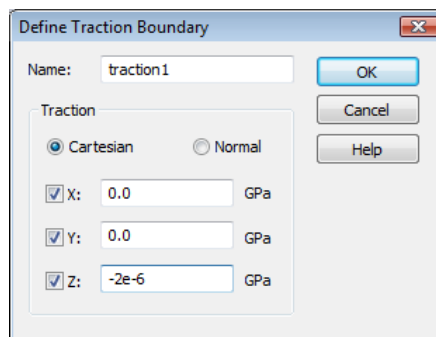 Define Traction Boundary
Name: traction1
OK
Traction
Cancel
Cartesian Normal
Help
X: 0.0 GPa
Y: 0.0 GPa
Z: -2e-6 GPa